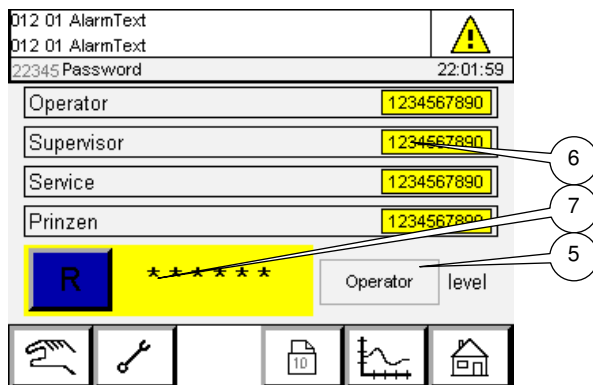 012 01 AlarmText
012 01 AlarmText
22345 Password 22:01:59
Operator 1234567890
Supervisor 1234567890
6
Service 1234567890
7
Prinzen 1234567890
5
R ****** Operator level
10